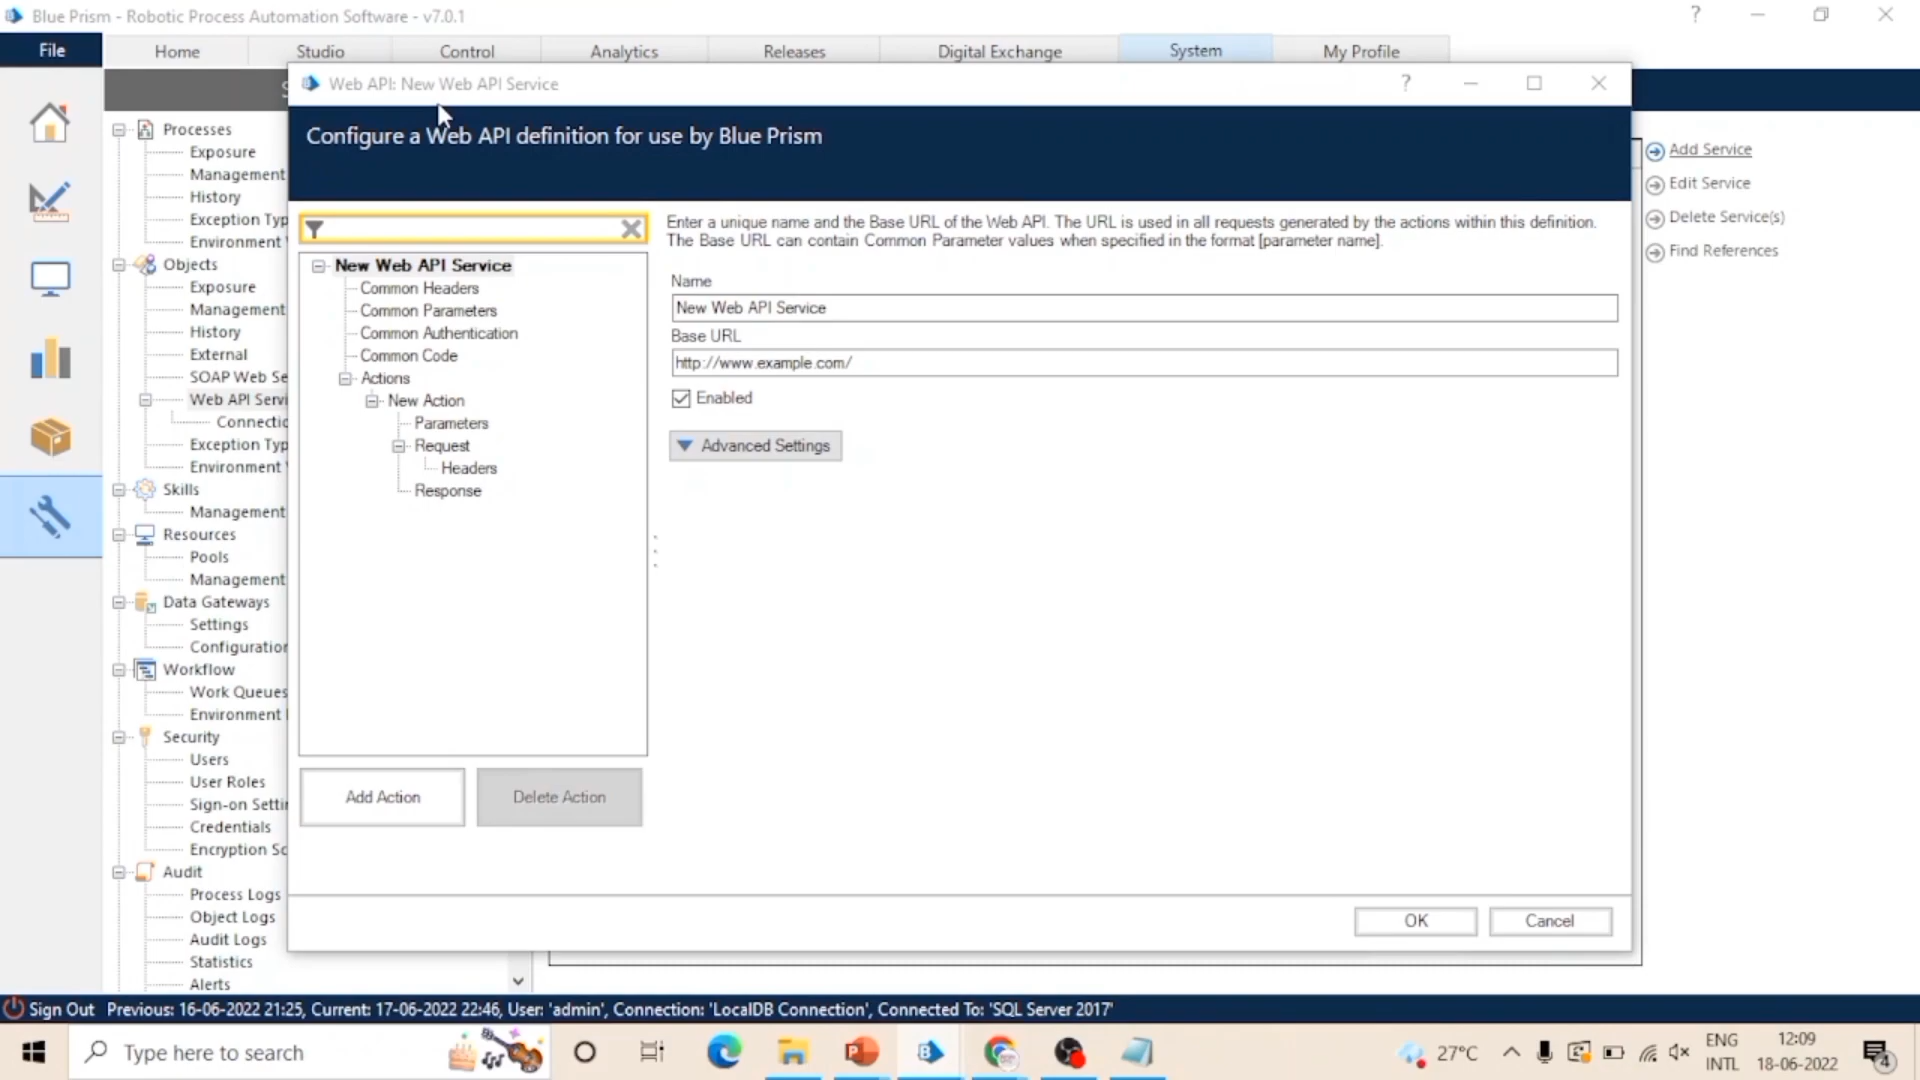 Blue Prism - Robotic Process Automation Software - v7.0.1
?
File
Home
Studio
Control
Analytics
Releases
Digital Exchange
System
My Profile
Web API: New Web API Service
?
Configure a Web API definition for use by Blue Prism
Processes
Exposure
Management
History
Exception Typ
Environment
Objects
Exposure
Management
History
External
SOAP Web Se
Web API Servi
Connectio
Exception Typ
Environment
Skills
Management
Resources
Pools
Management
Data Gateways
Settings
Configuration
Workflow
Work Queues
Environment
Security
Users
User Roles
Sign-on Settin
Credentials
Encryption Sc
Audit
Process Logs
Object Logs
Audit Logs
Statistics
Alerts
New Web API Service
Common Headers
Common Parameters
Common Authentication
Common Code
Actions
New Action
Parameters
Request
Headers
Response
Add Action
Delete Action
Enter a unique name and the Base URL of the Web API. The URL is used in all requests generated by the actions within this definition.
The Base URL can contain Common Parameter values when specified in the format [parameter name].
Name
New Web API Service
Base URL
http://www.example.com/
Enabled
Advanced Settings
OK
Cancel
Add Service
Edit Service
Delete Service(s)
Find References
Sign Out Previous: 16-06-2022 21:25, Current: 17-06-2022 22:46, User: 'admin', Connection: 'LocalDB Connection', Connected To: 'SQL Server 2017'
Type here to search
27°C
ENG
INTL
12:09
18-06-2022
4